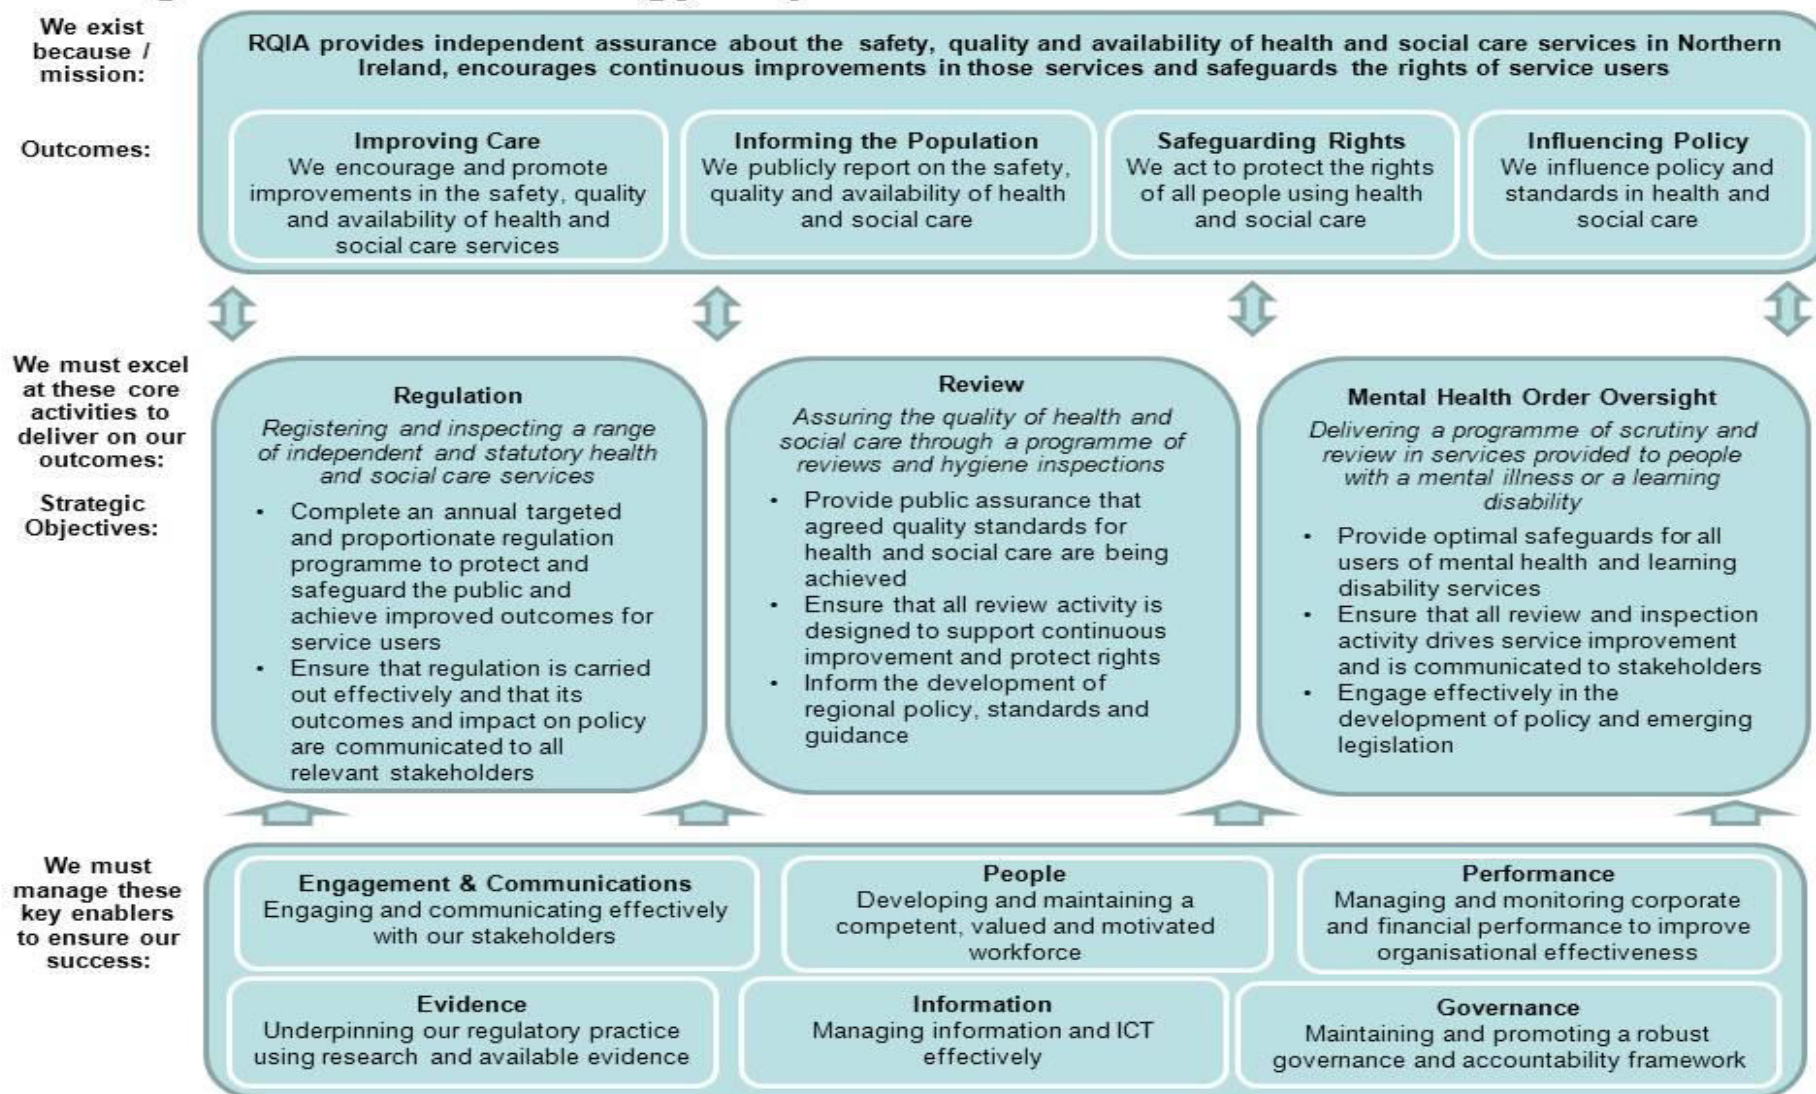 We exist
because /
mission:
RQIA provides independent assurance about the safety, quality and availability of health and social care services in Northern
Ireland, encourages continuous improvements in those services and safeguards the rights of service users
Outcomes:
Improving Care
We encourage and promote
improvements in the safety, quality
and availability of health and
social care services
Informing the Population
We publicly report on the safety,
quality and availability of health
and social care
Safeguarding Rights
We act to protect the rights
of all people using health
and social care
Influencing Policy
We influence policy and
standards in health and
social care
We must excel
at these core
activities to
deliver on our
outcomes:
Strategic
Objectives:
Regulation
Registering and inspecting a range
of independent and statutory health
and social care services
• Complete an annual targeted
and proportionate regulation
programme to protect and
safeguard the public and
achieve improved outcomes for
service users
• Ensure that regulation is carried
out effectively and that its
outcomes and impact on policy
are communicated to all
relevant stakeholders
Review
Assuring the quality of health and
social care through a programme of
reviews and hygiene inspections
• Provide public assurance that
agreed quality standards for
health and social care are being
achieved
• Ensure that all review activity is
designed to support continuous
improvement and protect rights
• Inform the development of
regional policy, standards and
guidance
Mental Health Order Oversight
Delivering a programme of scrutiny and
review in services provided to people
with a mental illness or a learning
disability
• Provide optimal safeguards for all
users of mental health and learning
disability services
• Ensure that all review and inspection
activity drives service improvement
and is communicated to stakeholders
• Engage effectively in the
development of policy and emerging
legislation
We must
manage these
key enablers
to ensure our
success:
Engagement & Communications
Engaging and communicating effectively
with our stakeholders
People
Developing and maintaining a
competent, valued and motivated
workforce
Performance
Managing and monitoring corporate
and financial performance to improve
organisational effectiveness
Evidence
Underpinning our regulatory practice
using research and available evidence
Information
Managing information and ICT
effectively
Governance
Maintaining and promoting a robust
governance and accountability framework